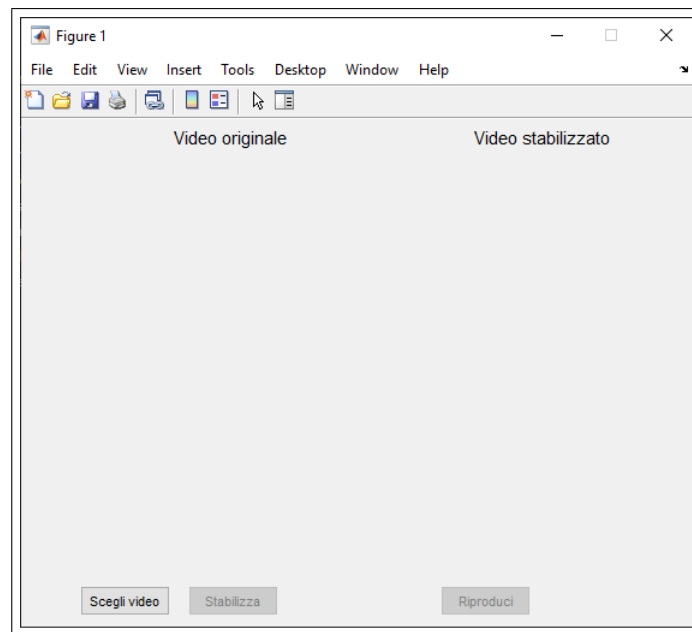 Figure 1
File Edit View Insert Tools Desktop Window Help
Video originale Video stabilizzato
Scegli video Stabilizza Riproduci